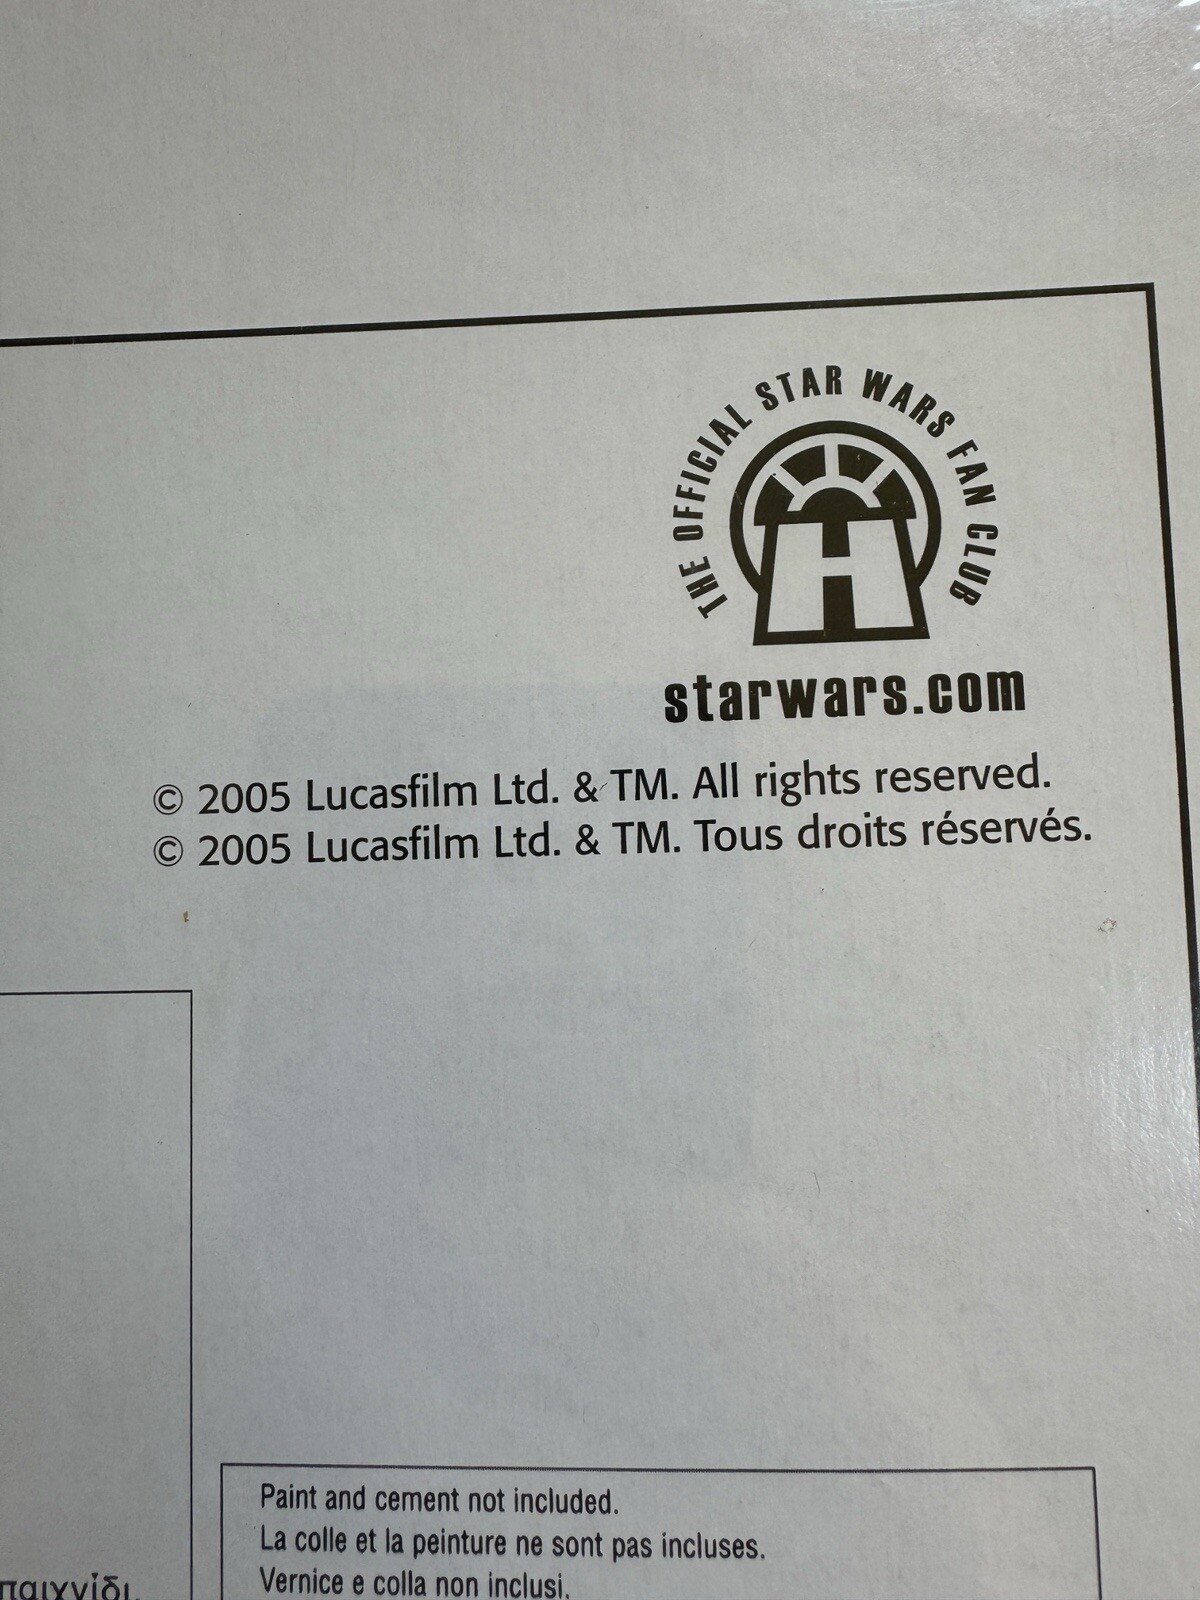 THE OFFICIAL STAR WARS FAN CLUB
starwars.com
© 2005 Lucasfilm Ltd. & TM. All rights reserved.
© 2005 Lucasfilm Ltd. & TM. Tous droits réservés.
Paint and cement not included.
La colle et la peinture ne sont pas incluses.
Vernice e colla non inclusi.
παιχνίδι.